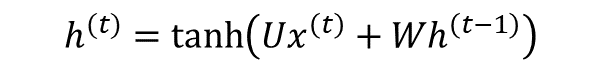 h⁽ᵗ⁾ = tanh(Ux⁽ᵗ⁾ + Wh⁽ᵗ⁻¹⁾)